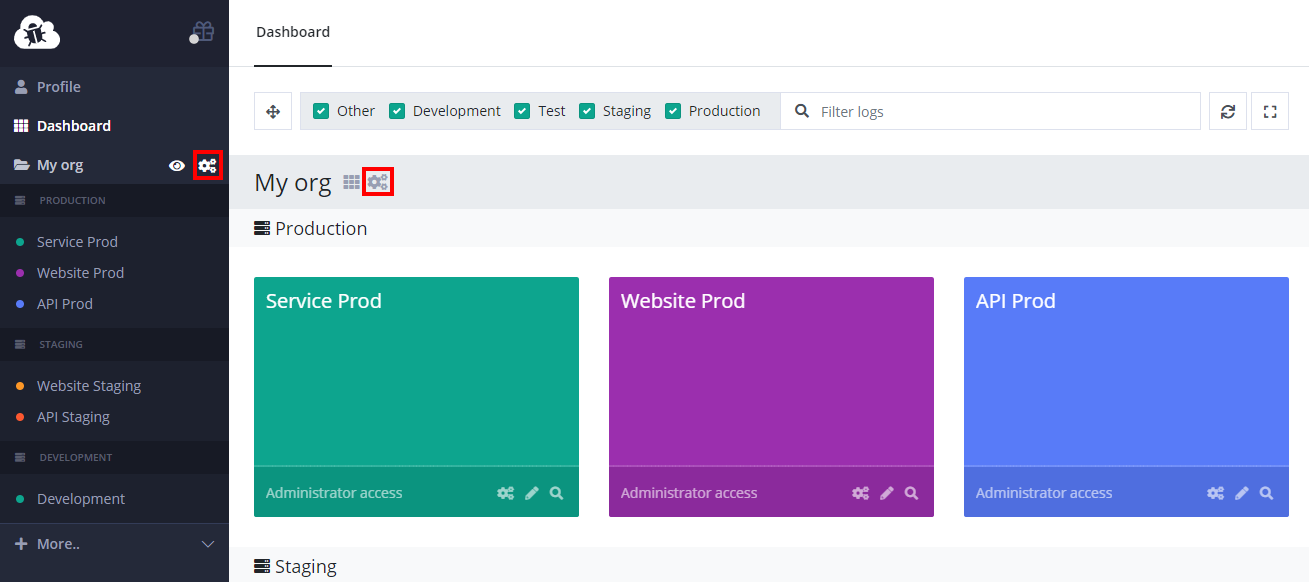 Profile
Dashboard
My org
PRODUCTION
Service Prod
Website Prod
API Prod
STAGING
Website Staging
API Staging
DEVELOPMENT
Development
More..
Dashboard
Other Development Test Staging Production Filter logs
My org
Production
Service Prod Website Prod API Prod
Administrator access Administrator access Administrator access
Staging